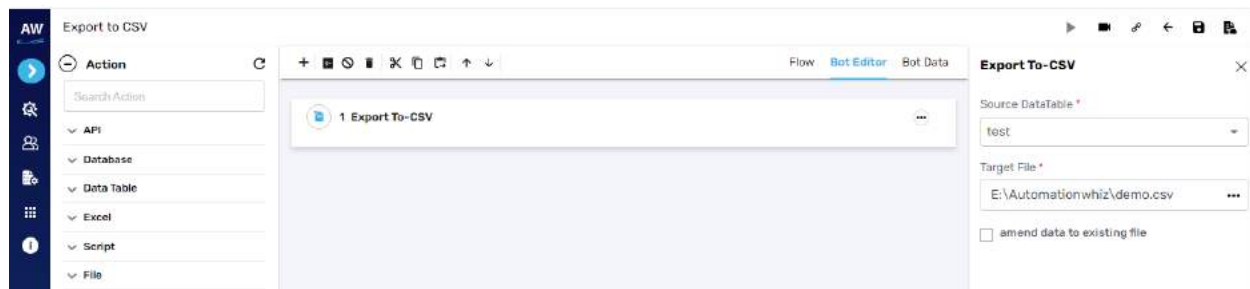 AW Export to CSV
Action
Search Action
API
Database
Data Table
Excel
Script
File
Flow Bot Editor Bot Data
1 Export To-CSV
Export To-CSV
Source DataTable *
test
Target File *
E:\Automationwhiz\demo.csv
amend data to existing file